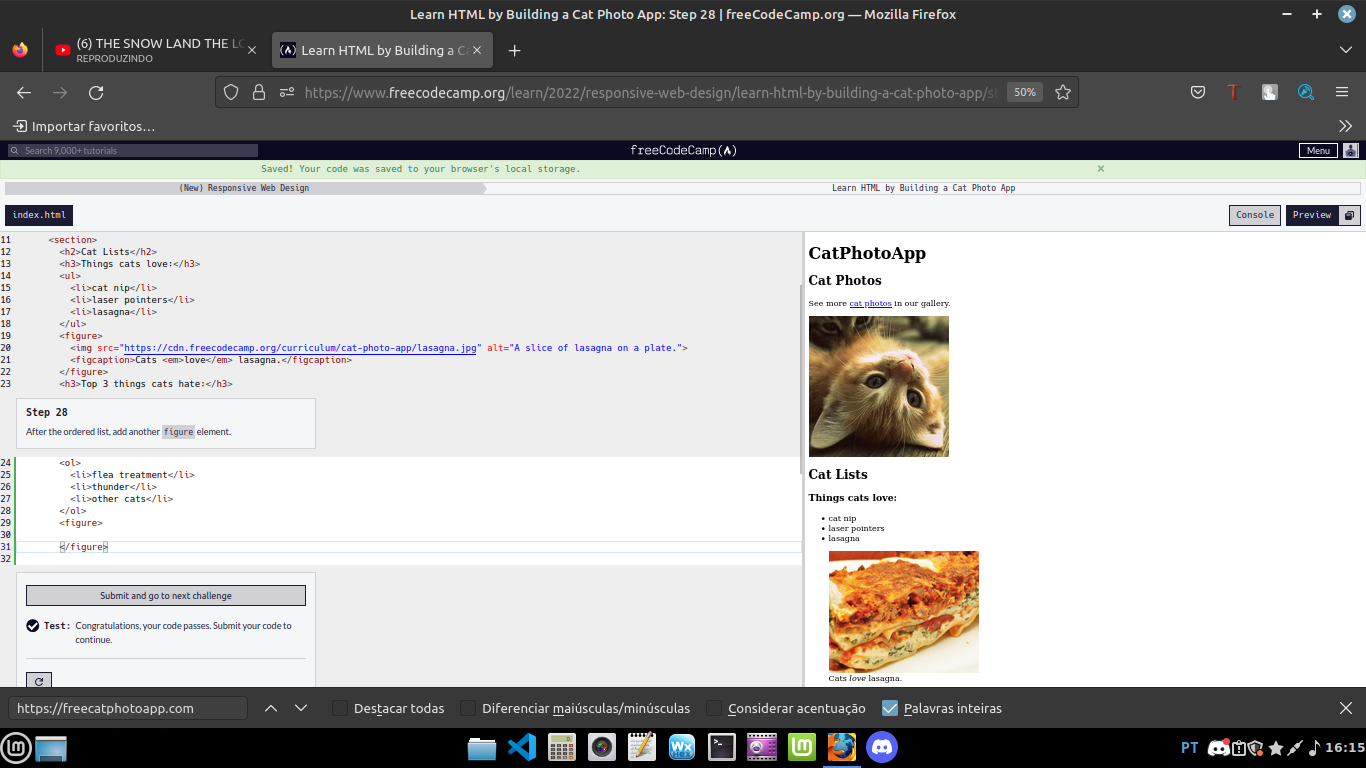 Learn HTML by Building a Cat Photo App: Step 28 | freeCodeCamp.org — Mozilla Firefox
(6) THE SNOW LAND THE LO
REPRODUZINDO
Learn HTML by Building a C
https://www.freecodecamp.org/learn/2022/responsive-web-design/learn-html-by-building-a-cat-photo-app/s
50%
Importar favoritos…
Search 9,000+ tutorials
freeCodeCamp(🔥)
Menu
Saved! Your code was saved to your browser's local storage.
(New) Responsive Web Design
Learn HTML by Building a Cat Photo App
index.html
Console
Preview
11 <section>
12 <h2>Cat Lists</h2>
13 <h3>Things cats love:</h3>
14 <ul>
15 <li>cat nip</li>
16 <li>laser pointers</li>
17 <li>lasagna</li>
18 </ul>
19 <figure>
20 <img src="https://cdn.freecodecamp.org/curriculum/cat-photo-app/lasagna.jpg" alt="A slice of lasagna on a plate.">
21 <figcaption>Cats <em>love</em> lasagna.</figcaption>
22 </figure>
23 <h3>Top 3 things cats hate:</h3>
Step 28
After the ordered list, add another figure element.
24 <ol>
25 <li>flea treatment</li>
26 <li>thunder</li>
27 <li>other cats</li>
28 </ol>
29 <figure>
30
31 </figure>
32
Submit and go to next challenge
Test: Congratulations, your code passes. Submit your code to
continue.
CatPhotoApp
Cat Photos
See more cat photos in our gallery.
Cat Lists
Things cats love:
• cat nip
• laser pointers
• lasagna
Cats love lasagna.
https://freecatphotoapp.com
Destacar todas
Diferenciar maiúsculas/minúsculas
Considerar acentuação
Palavras inteiras
Wx
HEX
PT
16:15